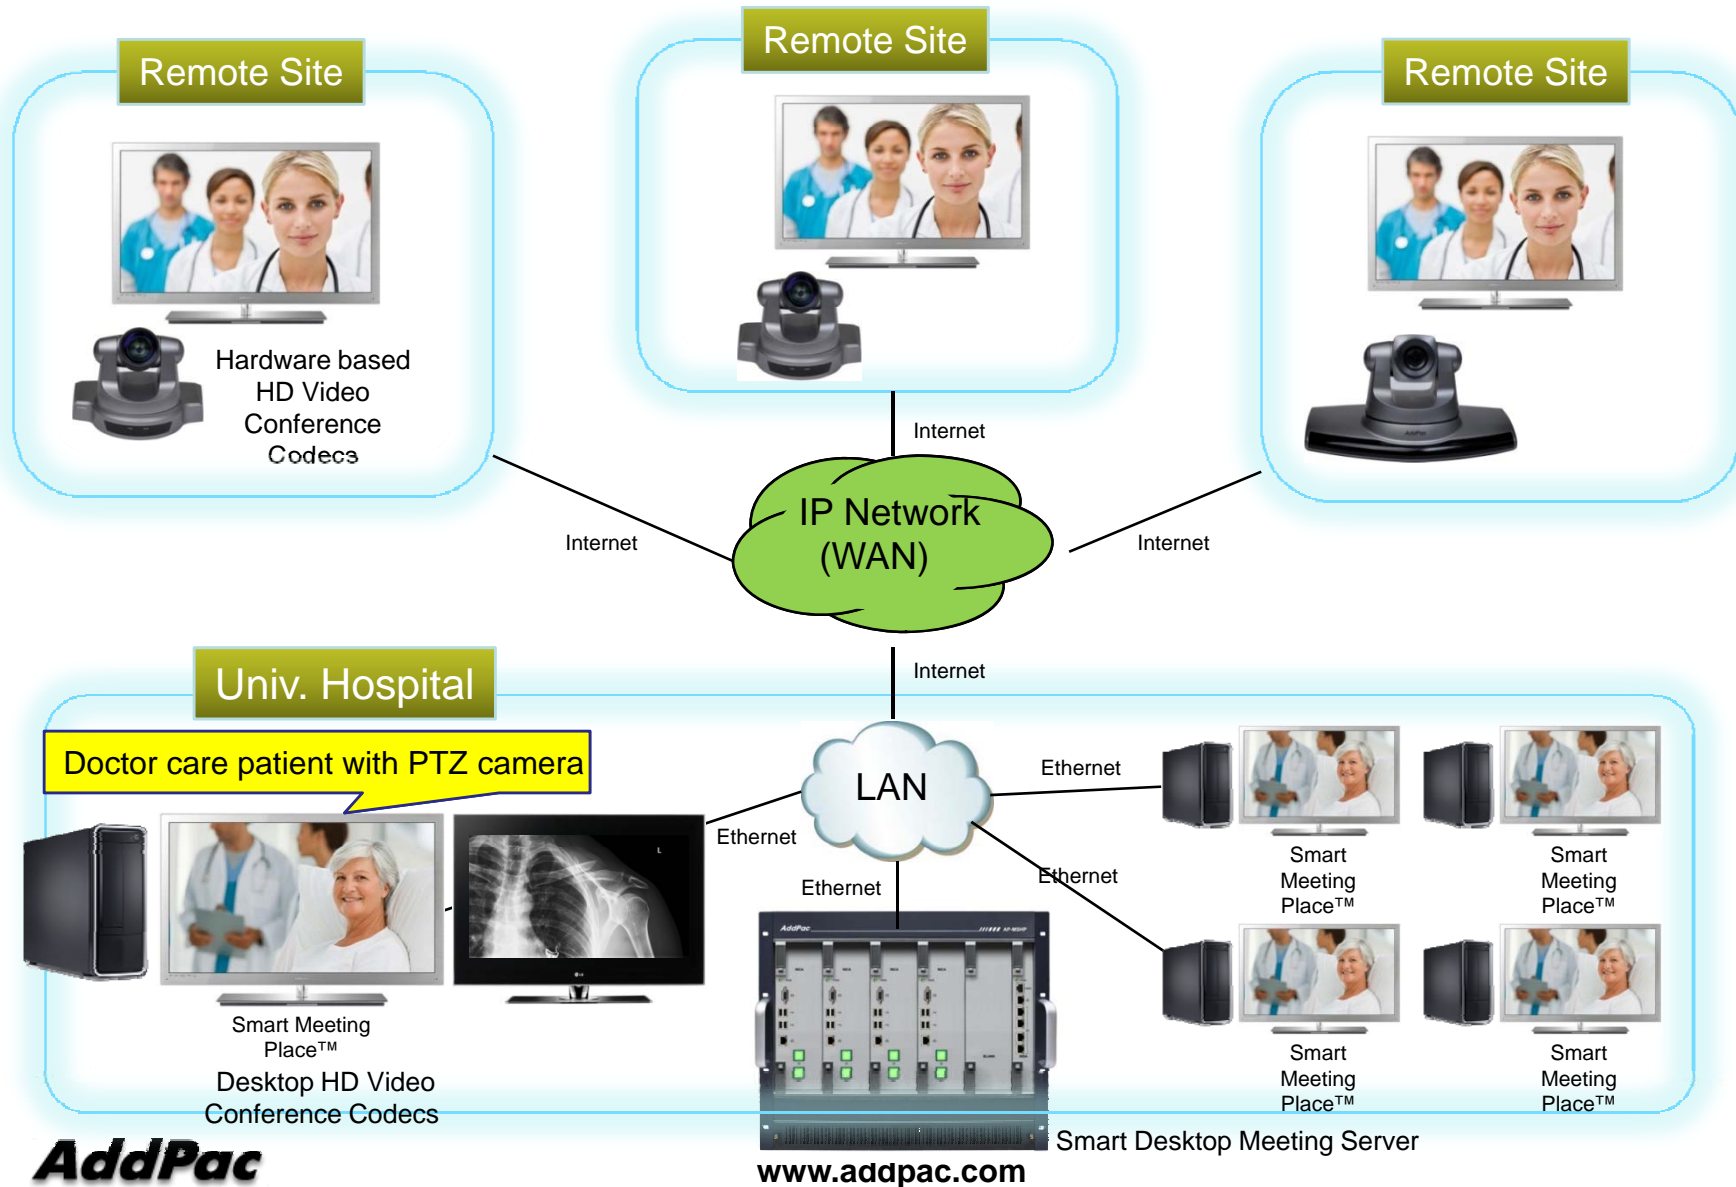 Remote Site
Remote Site
Remote Site
Hardware based
HD Video
Conference
Codecs
AddPac
Internet
IP Network
(WAN)
Internet
Internet
Internet
Univ. Hospital
Doctor care patient with PTZ camera
LAN
Ethernet
Ethernet
Ethernet
Ethernet
L
LG
Smart Meeting
Place™
Desktop HD Video
Conference Codecs
AddPac
Smart
Meeting
Place™
Smart
Meeting
Place™
Smart
Meeting
Place™
Smart
Meeting
Place™
Smart Desktop Meeting Server
AddPac
www.addpac.com